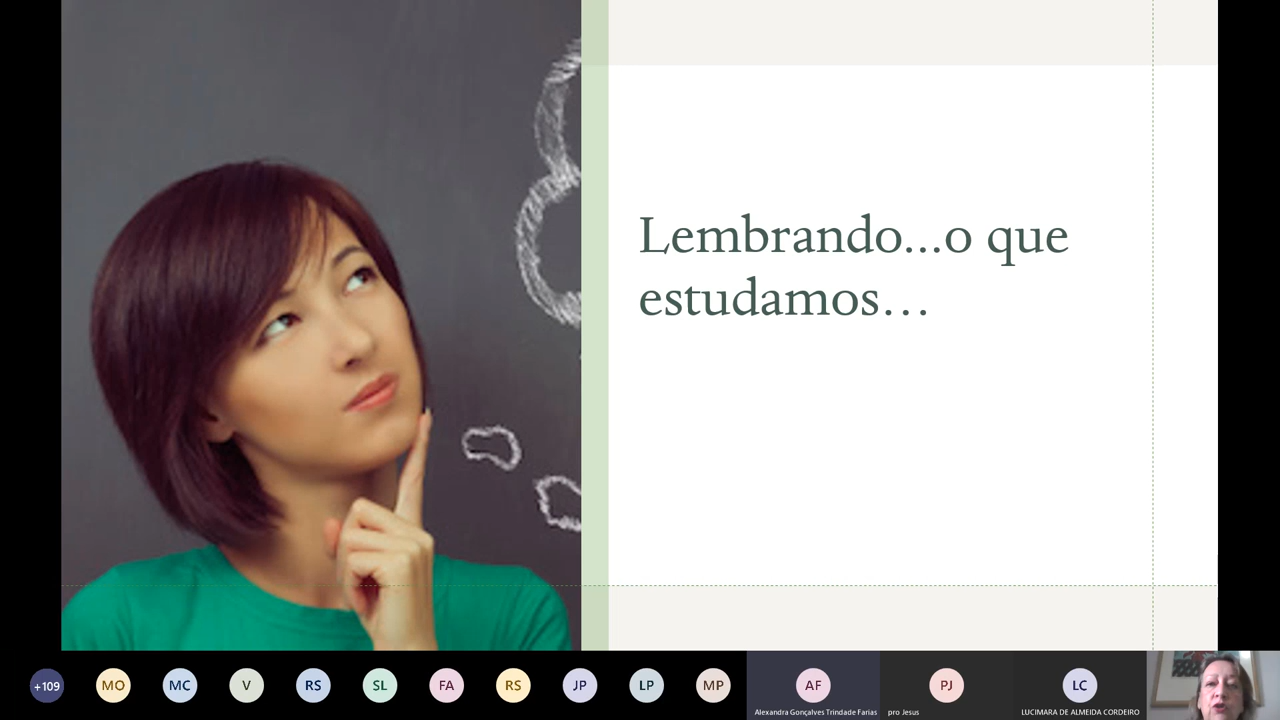 Lembrando...o que
estudamos...
+109
MO
MC
V
RS
SL
FA
RS
JP
LP
MP
AF
Alexandra Gonçalves Trindade Farias
PJ
pro Jesus
LC
LUCIMARA DE ALMEIDA CORDEIRO